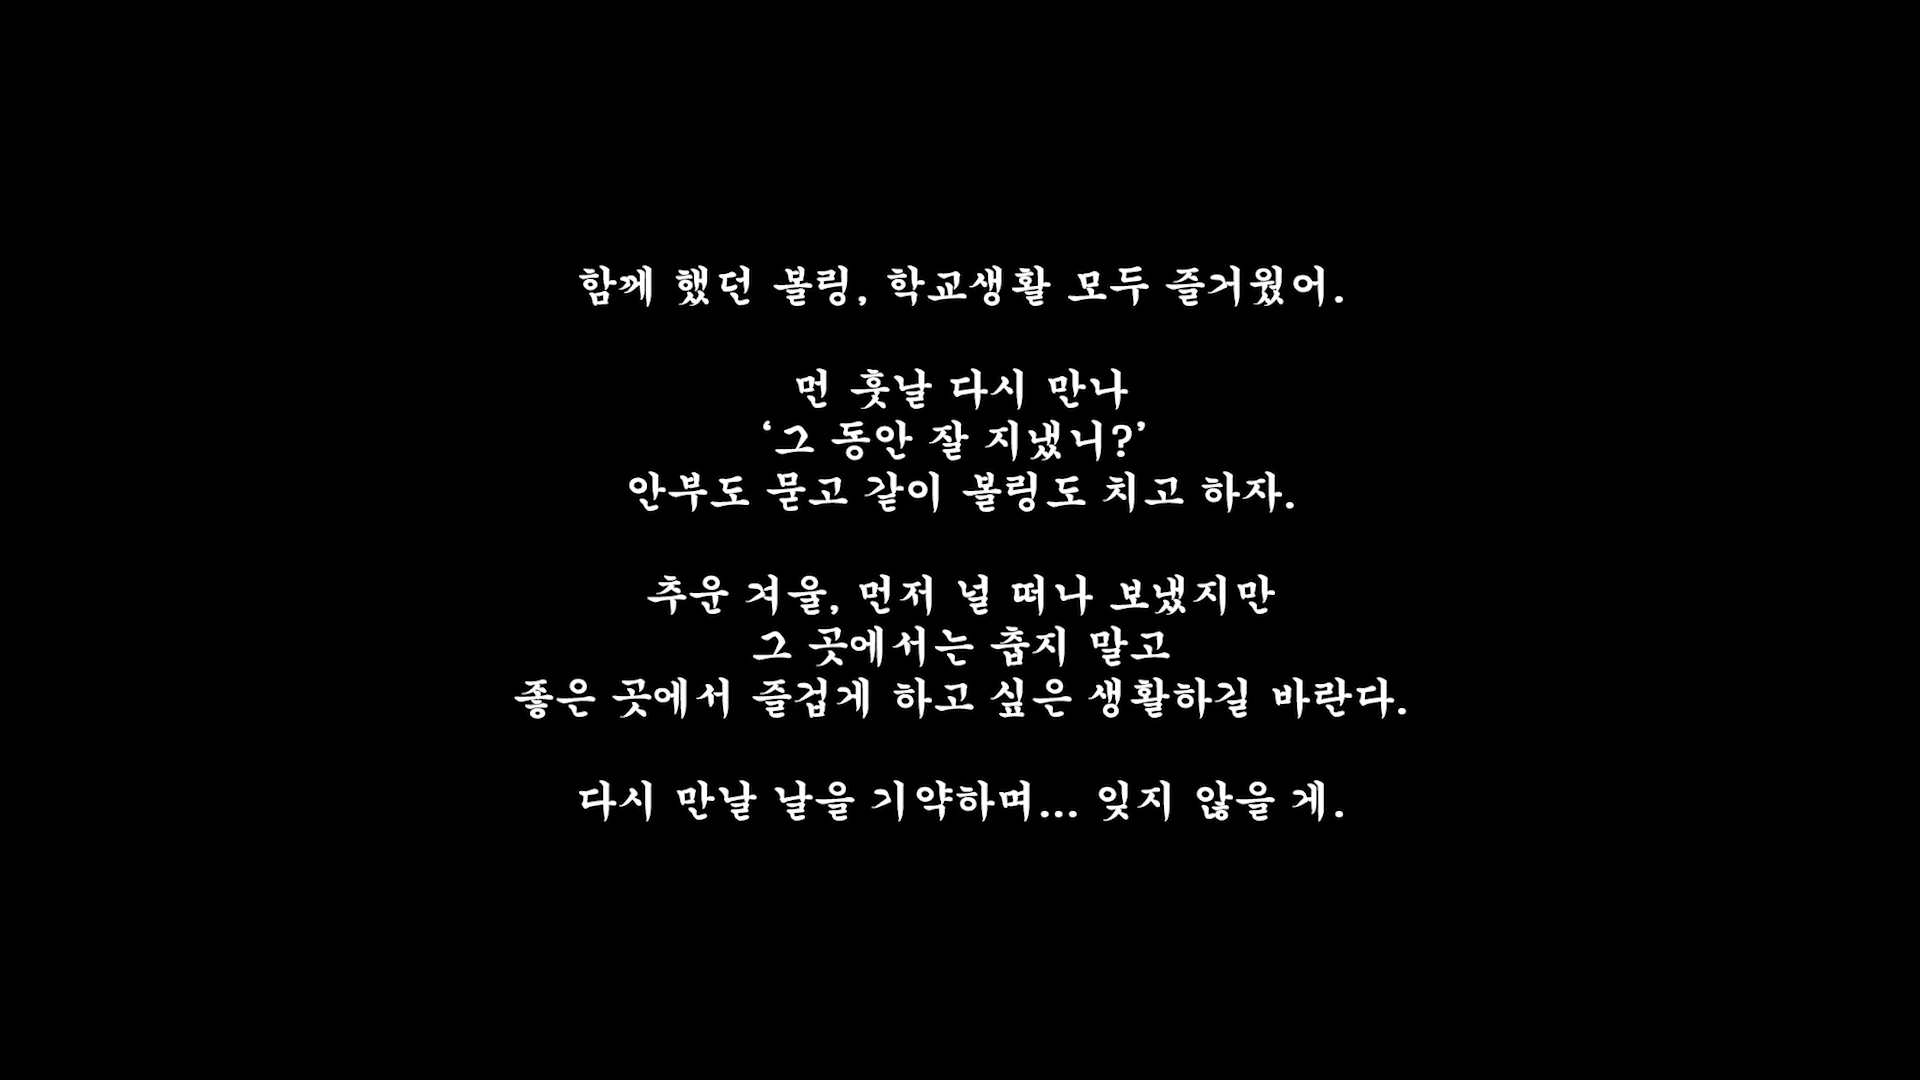 함께 했던 볼링, 학교생활 모두 즐거웠어.
먼 훗날 다시 만나
‘그 동안 잘 지냈니?’
안부도 묻고 같이 볼링도 치고 하자.
추운 겨울, 먼저 널 떠나 보냈지만
그 곳에서는 춥지 말고
좋은 곳에서 즐겁게 하고 싶은 생활하길 바란다.
다시 만날 날을 기약하며... 잊지 않을 게.